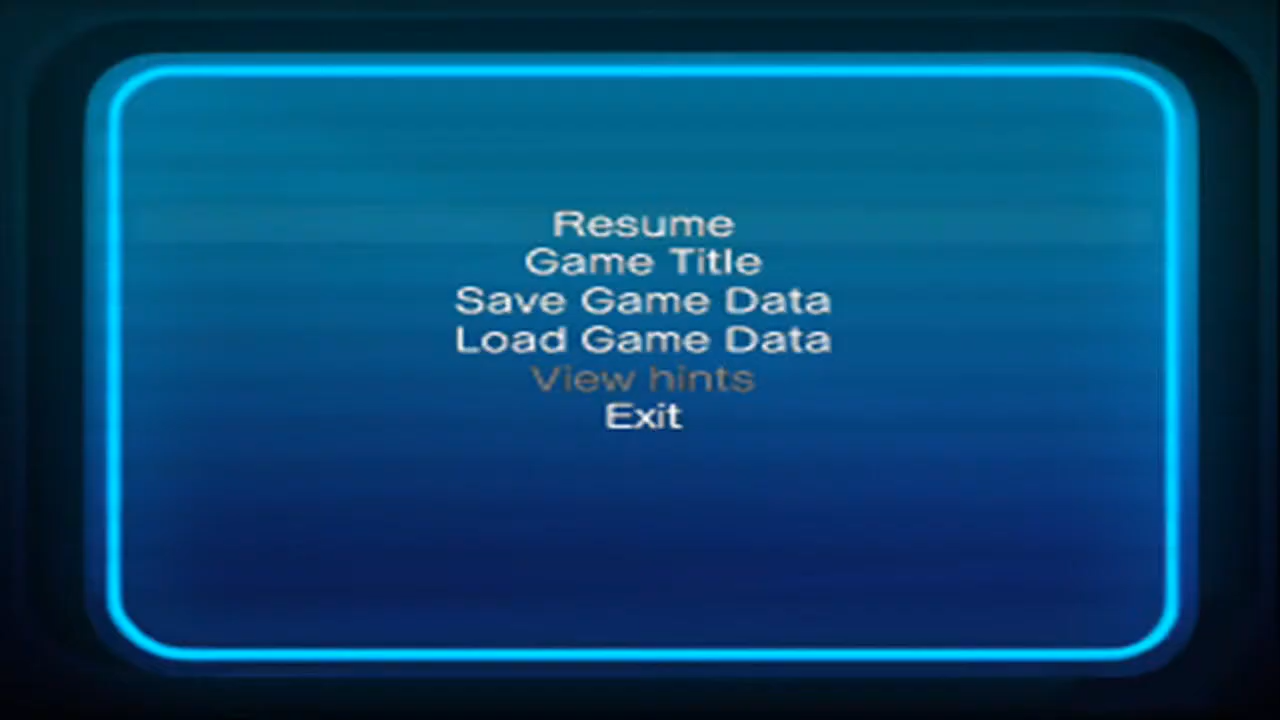 Resume
Game Title
Save Game Data
Load Game Data
View hints
Exit